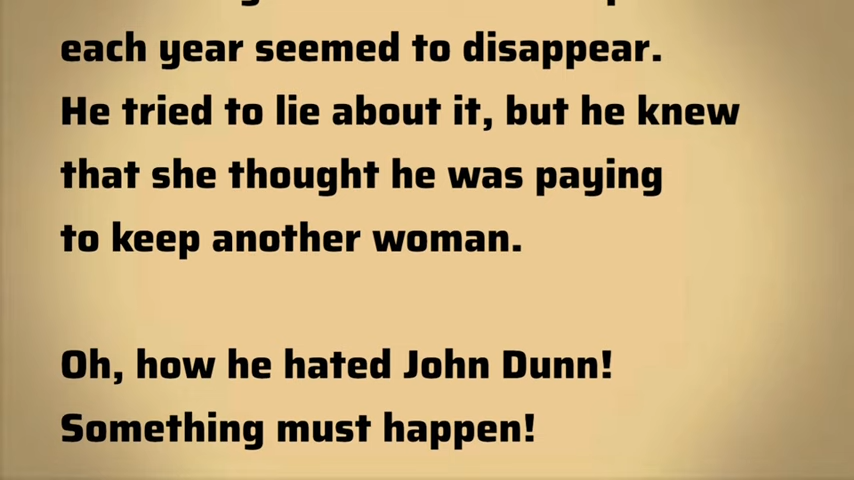 each year seemed to disappear.
He tried to lie about it, but he knew
that she thought he was paying
to keep another woman.
Oh, how he hated John Dunn!
Something must happen!